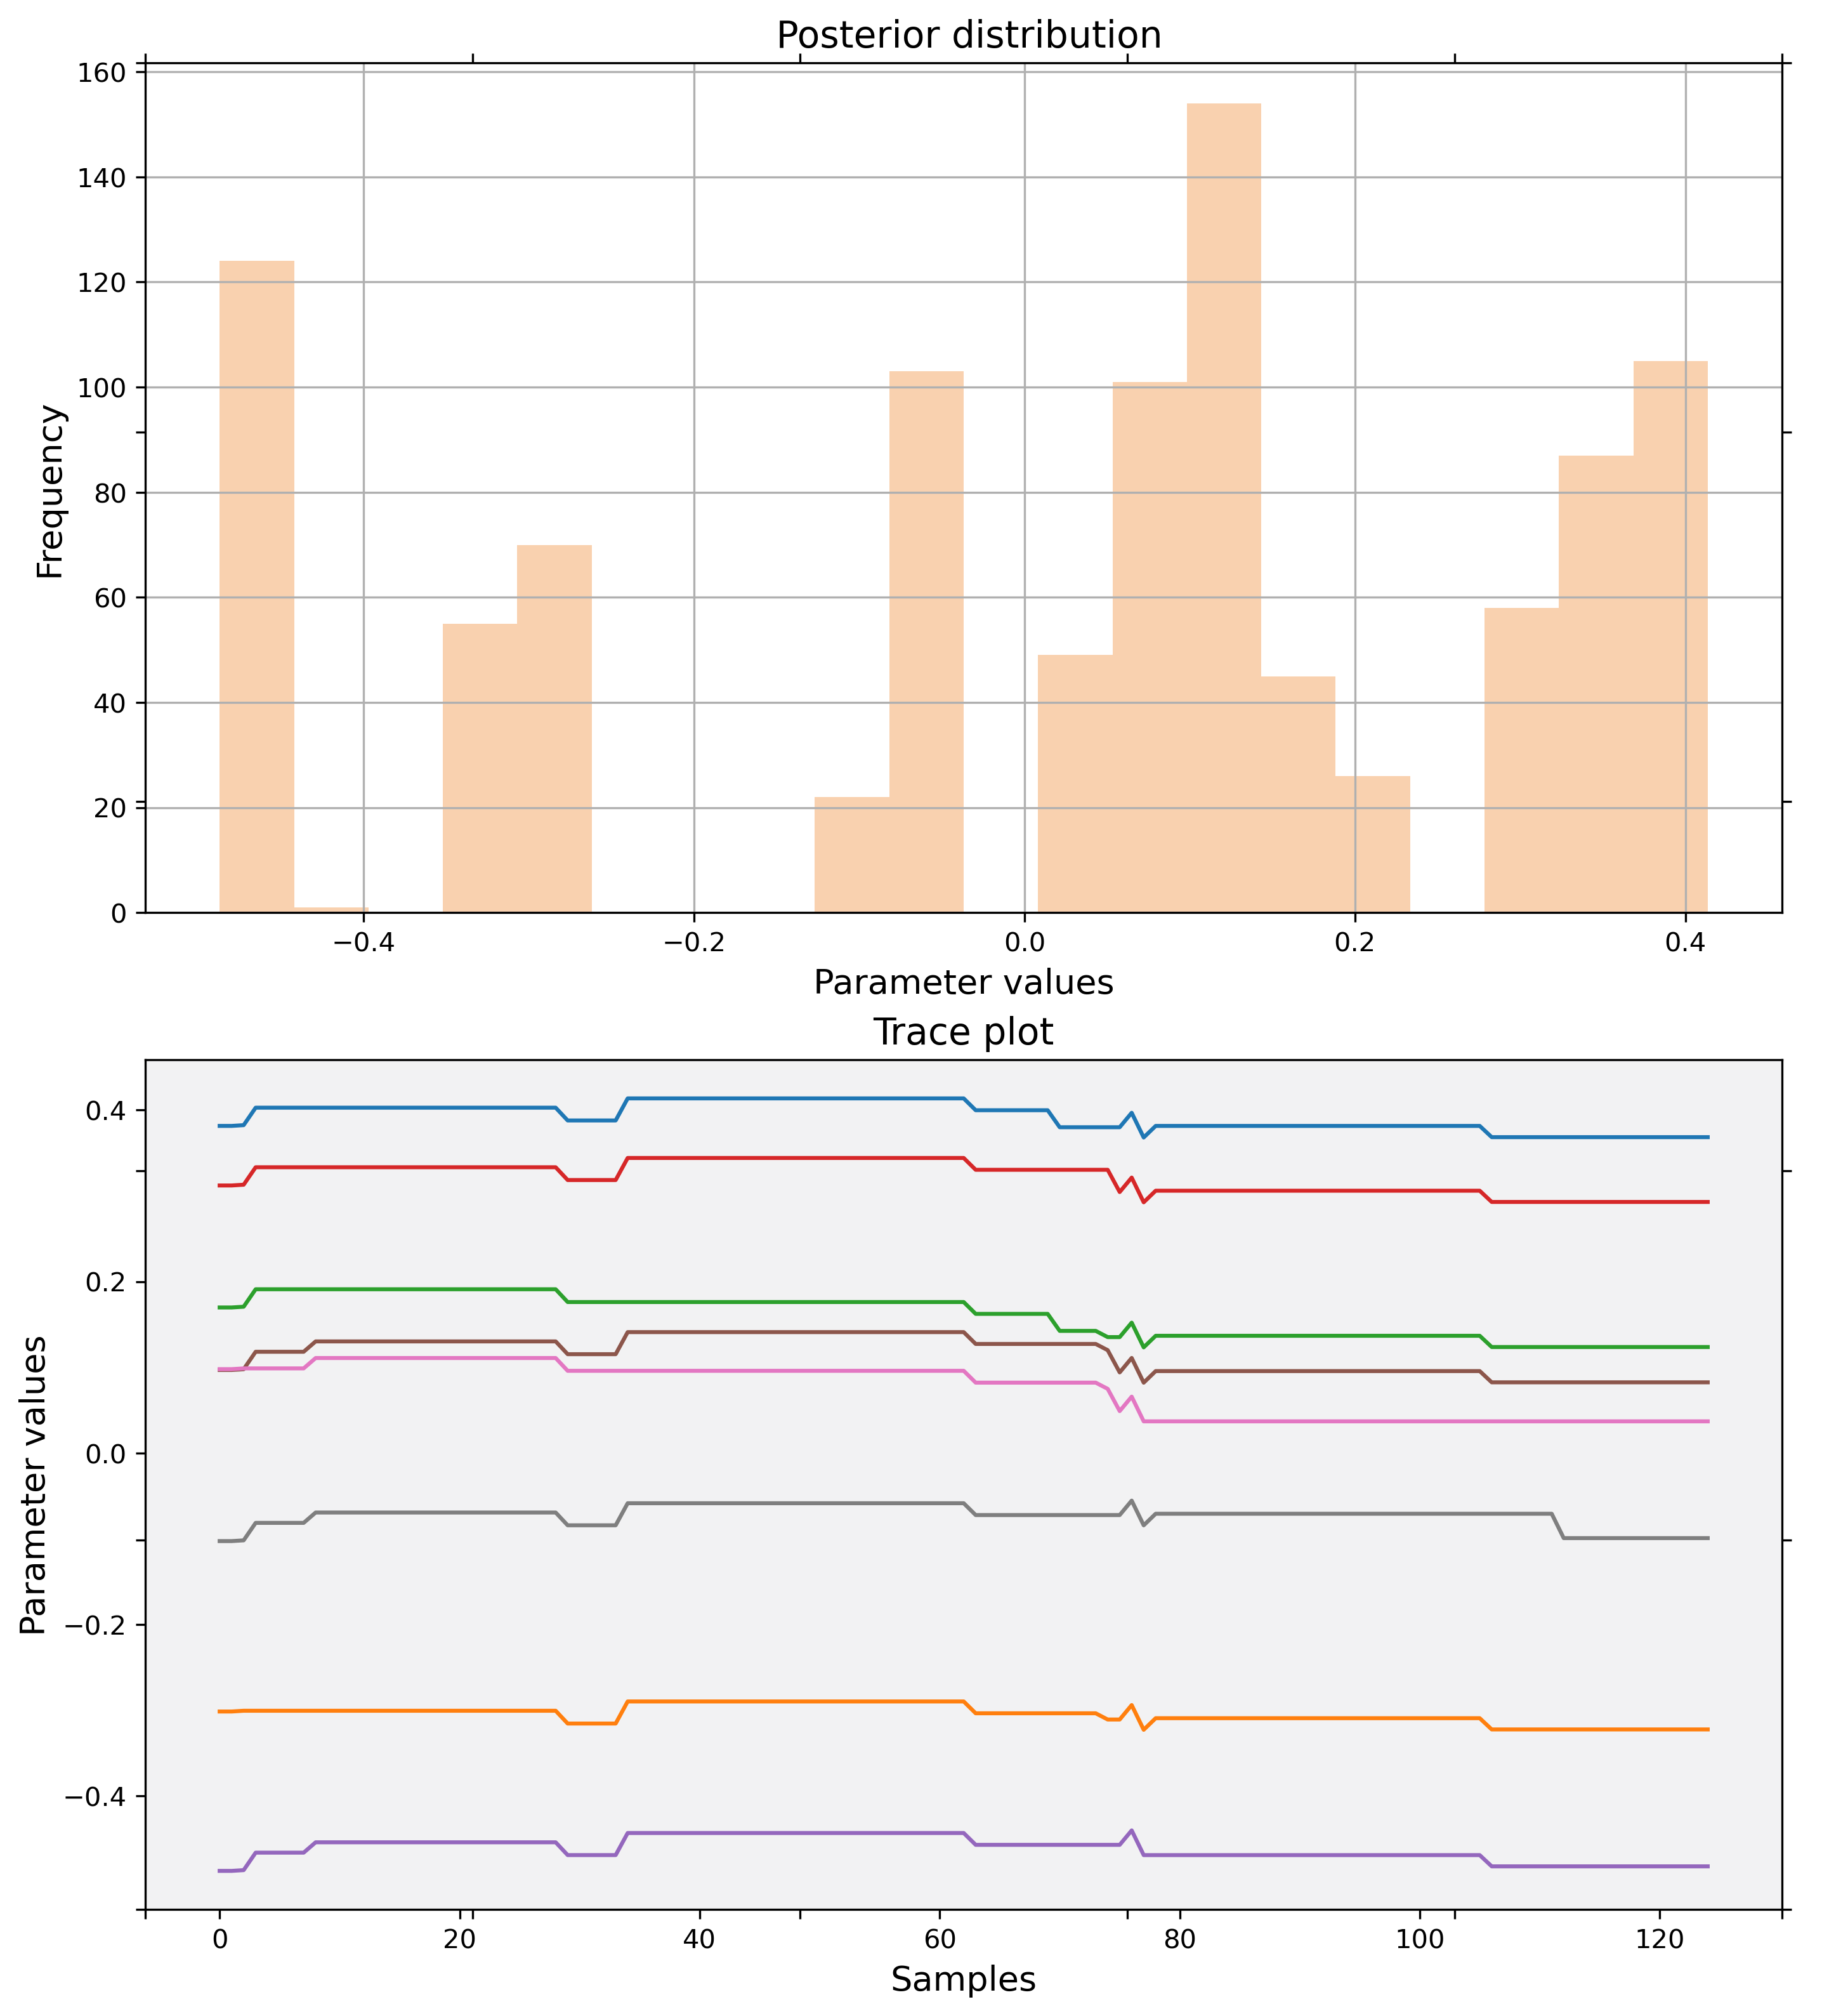 Posterior distribution
160
140
120
100
80
60
40
20
0
Frequency
−0.4 −0.2 0.0 0.2 0.4
Parameter values
Trace plot
0.4
0.2
0.0
−0.2
−0.4
Parameter values
0 20 40 60 80 100 120
Samples